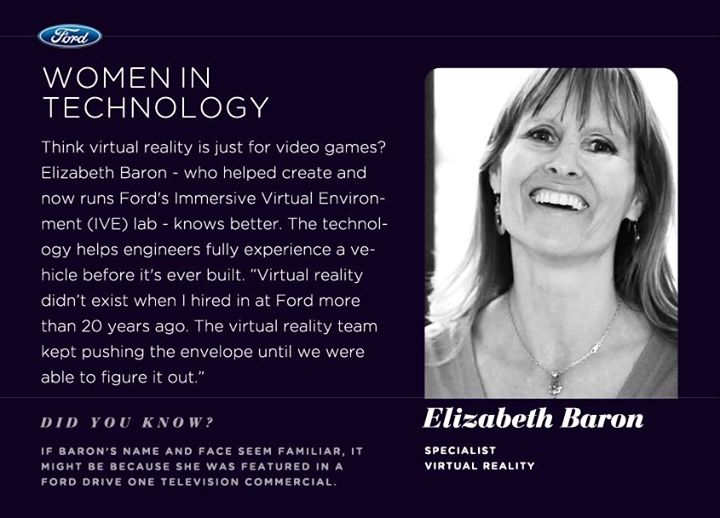 Ford
WOMEN IN
TECHNOLOGY
Think virtual reality is just for video games?
Elizabeth Baron - who helped create and
now runs Ford's Immersive Virtual Environ-
ment (IVE) lab - knows better. The technol-
ogy helps engineers fully experience a ve-
hicle before it's ever built. “Virtual reality
didn’t exist when I hired in at Ford more
than 20 years ago. The virtual reality team
kept pushing the envelope until we were
able to figure it out.”
DID YOU KNOW?
IF BARON’S NAME AND FACE SEEM FAMILIAR, IT
MIGHT BE BECAUSE SHE WAS FEATURED IN A
FORD DRIVE ONE TELEVISION COMMERCIAL.
Elizabeth Baron
SPECIALIST
VIRTUAL REALITY